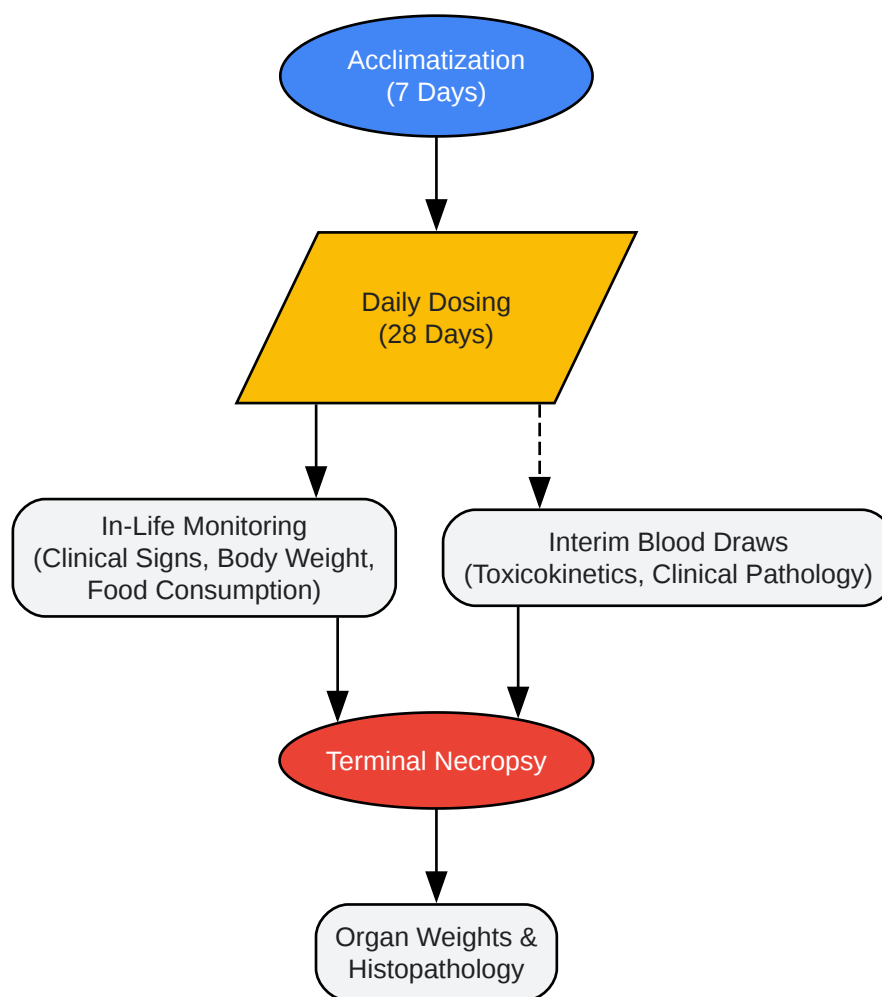 Acclimatization
(7 Days)
Daily Dosing
(28 Days)
In-Life Monitoring
(Clinical Signs, Body Weight,
Food Consumption)
Interim Blood Draws
(Toxicokinetics, Clinical Pathology)
Terminal Necropsy
Organ Weights &
Histopathology